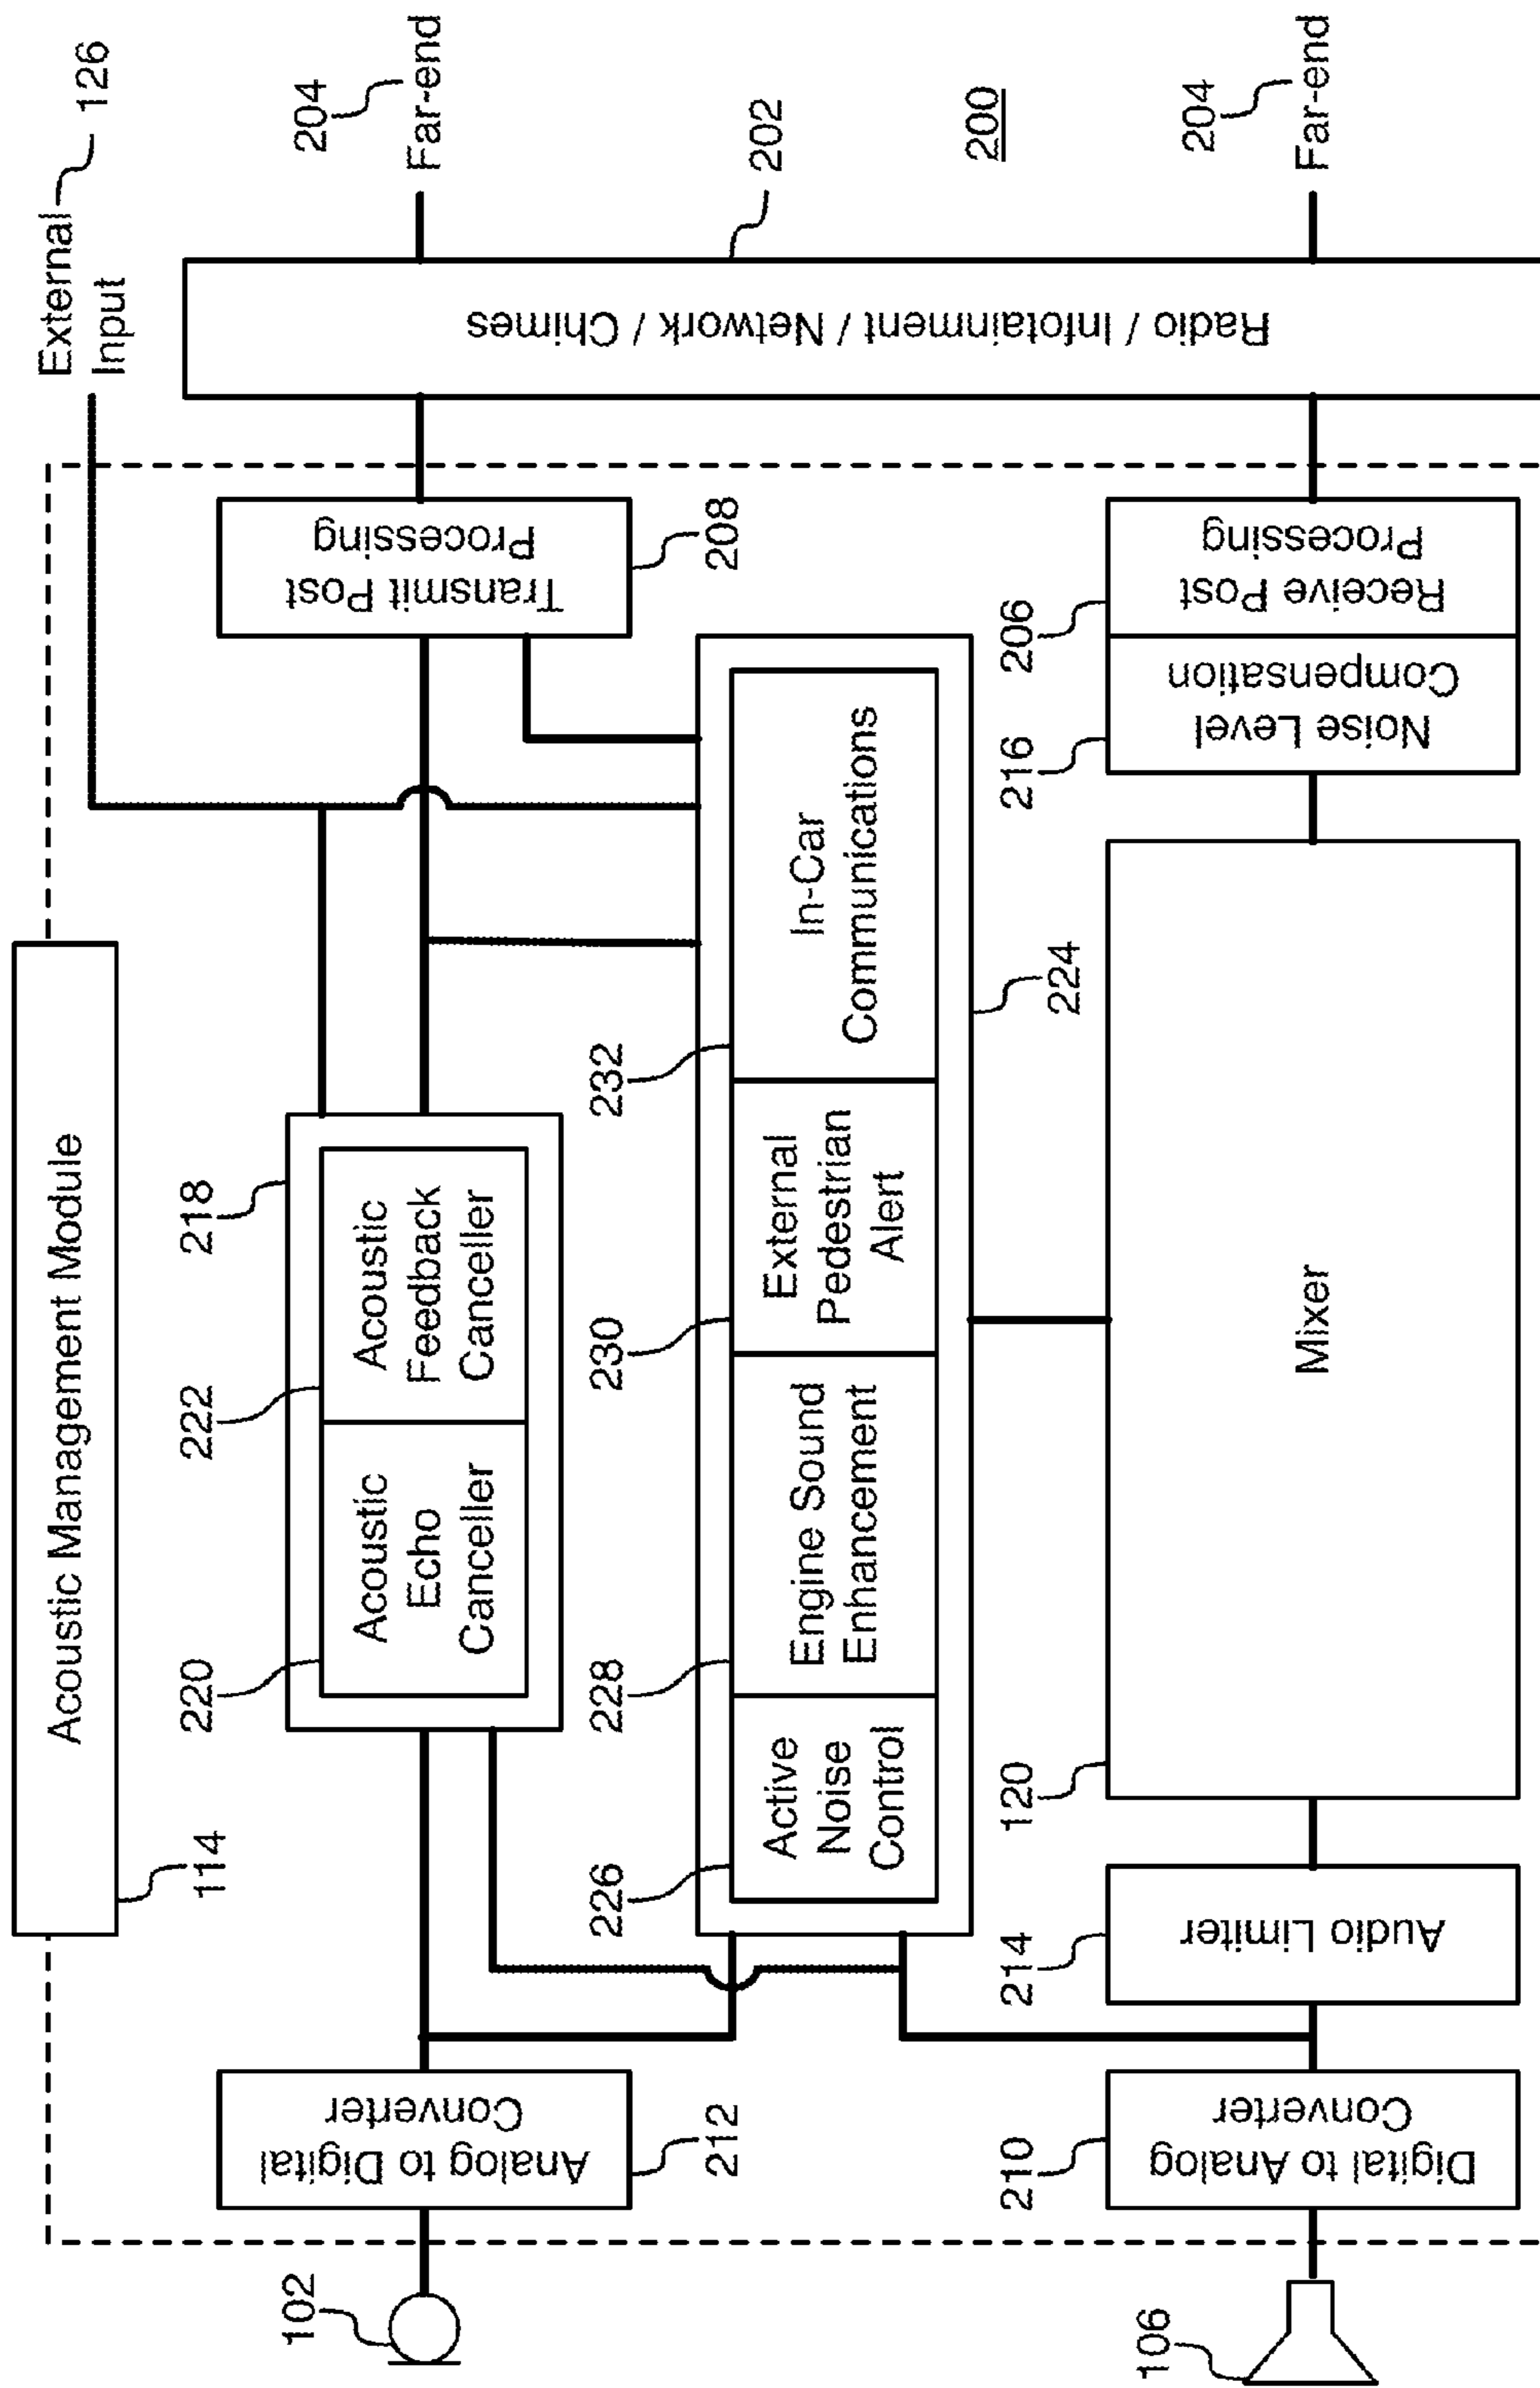 Acoustic Management Module
114
External
Input
126
102
Analog to Digital
Converter
212
220
Acoustic
Echo
Canceller
222
Acoustic
Feedback
Canceller
218
Transmit Post
Processing
208
Radio / Infotainment / Network / Chimes
202
204
Far-end
226
Active
Noise
Control
228
Engine Sound
Enhancement
230
External
Pedestrian
Alert
232
In-Car
Communications
224
200
106
210
Digital to Analog
Converter
214
Audio Limiter
120
Mixer
216
Noise Level
Compensation
206
Receive Post
Processing
204
Far-end